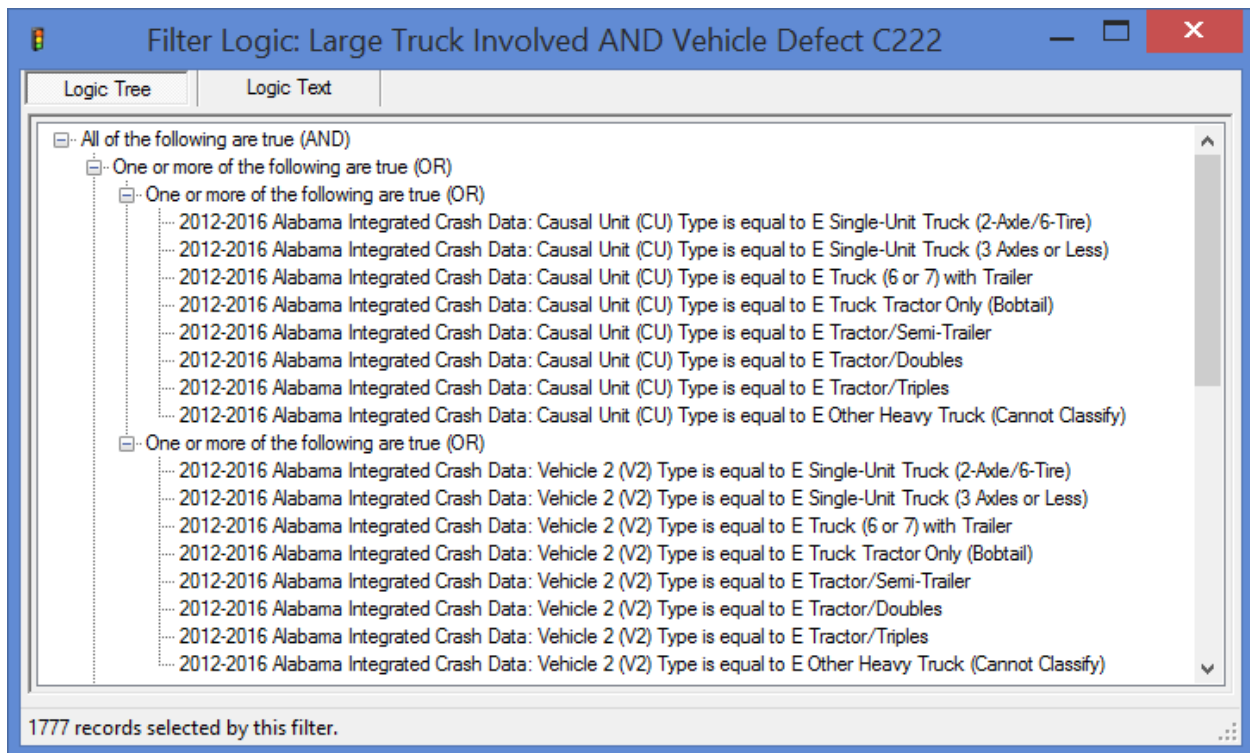 Filter Logic: Large Truck Involved AND Vehicle Defect C222
Logic Tree
Logic Text
All of the following are true (AND)
One or more of the following are true (OR)
One or more of the following are true (OR)
2012-2016 Alabama Integrated Crash Data: Causal Unit (CU) Type is equal to E Single-Unit Truck (2-Axle/6-Tire)
2012-2016 Alabama Integrated Crash Data: Causal Unit (CU) Type is equal to E Single-Unit Truck (3 Axles or Less)
2012-2016 Alabama Integrated Crash Data: Causal Unit (CU) Type is equal to E Truck (6 or 7) with Trailer
2012-2016 Alabama Integrated Crash Data: Causal Unit (CU) Type is equal to E Truck Tractor Only (Bobtail)
2012-2016 Alabama Integrated Crash Data: Causal Unit (CU) Type is equal to E Tractor/Semi-Trailer
2012-2016 Alabama Integrated Crash Data: Causal Unit (CU) Type is equal to E Tractor/Doubles
2012-2016 Alabama Integrated Crash Data: Causal Unit (CU) Type is equal to E Tractor/Triples
2012-2016 Alabama Integrated Crash Data: Causal Unit (CU) Type is equal to E Other Heavy Truck (Cannot Classify)
One or more of the following are true (OR)
2012-2016 Alabama Integrated Crash Data: Vehicle 2 (V2) Type is equal to E Single-Unit Truck (2-Axle/6-Tire)
2012-2016 Alabama Integrated Crash Data: Vehicle 2 (V2) Type is equal to E Single-Unit Truck (3 Axles or Less)
2012-2016 Alabama Integrated Crash Data: Vehicle 2 (V2) Type is equal to E Truck (6 or 7) with Trailer
2012-2016 Alabama Integrated Crash Data: Vehicle 2 (V2) Type is equal to E Truck Tractor Only (Bobtail)
2012-2016 Alabama Integrated Crash Data: Vehicle 2 (V2) Type is equal to E Tractor/Semi-Trailer
2012-2016 Alabama Integrated Crash Data: Vehicle 2 (V2) Type is equal to E Tractor/Doubles
2012-2016 Alabama Integrated Crash Data: Vehicle 2 (V2) Type is equal to E Tractor/Triples
2012-2016 Alabama Integrated Crash Data: Vehicle 2 (V2) Type is equal to E Other Heavy Truck (Cannot Classify)
1777 records selected by this filter.